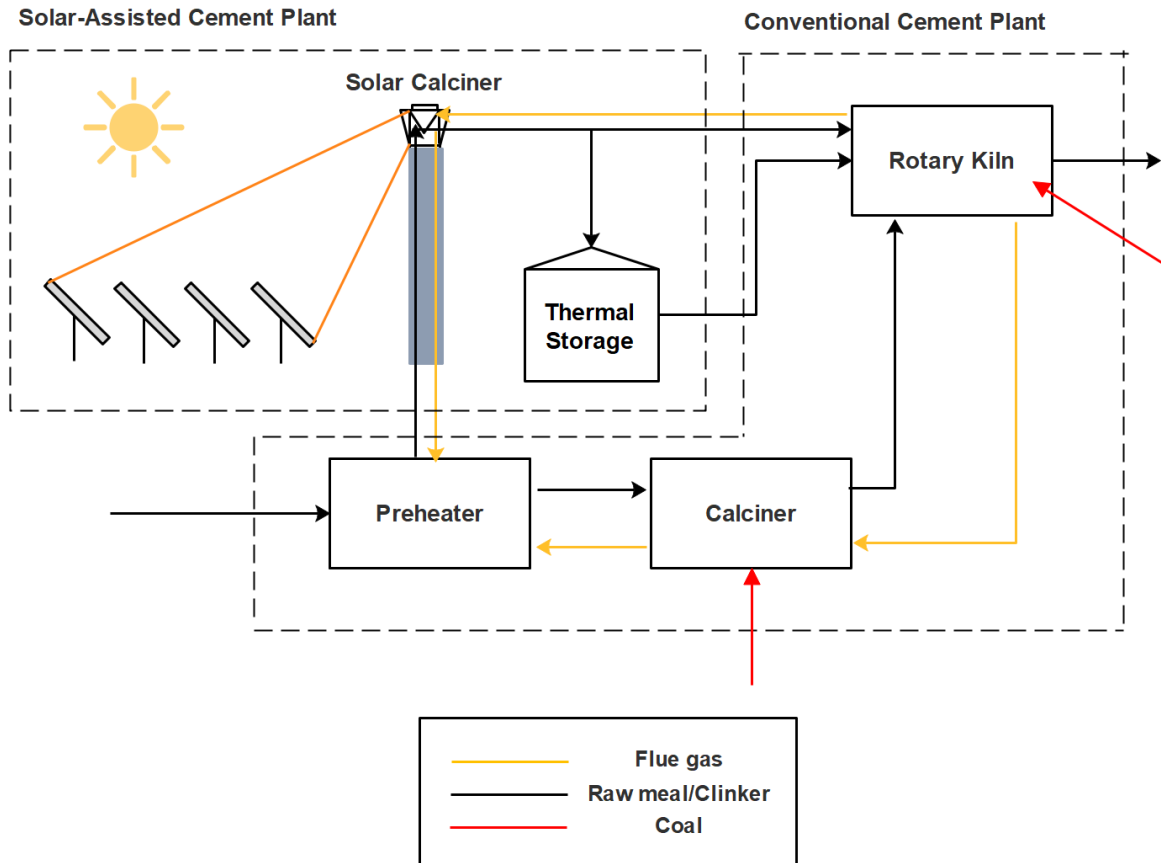 Solar-Assisted Cement Plant
Conventional Cement Plant
Solar Calciner
Rotary Kiln
Thermal
Storage
Preheater
Calciner
Flue gas
Raw meal/Clinker
Coal